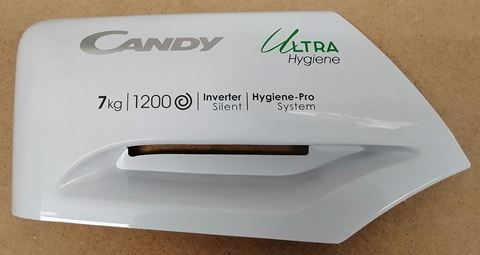 CANDY
ULTRA
Hygiene
7kg | 1200 | Inverter | Hygiene-Pro
Silent | System